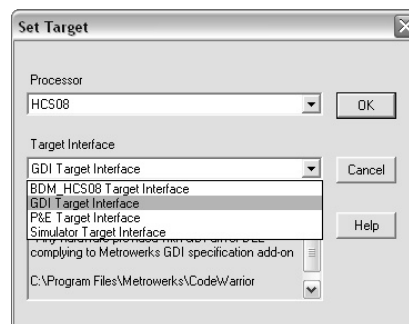 Set Target
Processor
HCS08
OK
Target Interface
GDI Target Interface
Cancel
BDM_HCS08 Target Interface
GDI Target Interface
P&E Target Interface
Simulator Target Interface
Help
complying to Metrowerks GDI specification add-on
C:\Program Files\Metrowerks\CodeWarrior